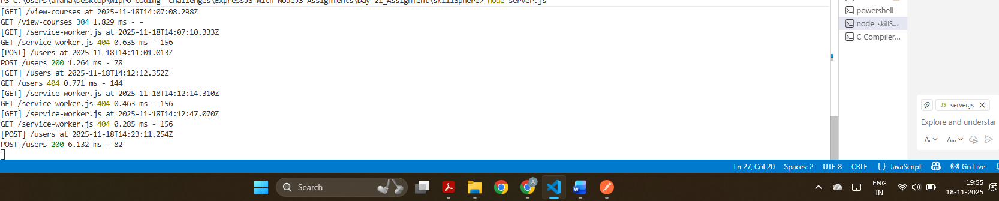 PS C:\Users\amana\Desktop\Wipro Coding Challenges\ExpressJS with NodeJS Assignments\Day 21_Assignment\skillSphere> node server.js
[GET] /view-courses at 2025-11-18T14:07:08.298Z
GET /view-courses 304 1.829 ms - -
[GET] /service-worker.js at 2025-11-18T14:07:10.333Z
GET /service-worker.js 404 0.635 ms - 156
[POST] /users at 2025-11-18T14:11:01.013Z
POST /users 200 1.264 ms - 78
[GET] /users at 2025-11-18T14:12:12.352Z
GET /users 404 0.771 ms - 144
[GET] /service-worker.js at 2025-11-18T14:12:14.310Z
GET /service-worker.js 404 0.463 ms - 156
[GET] /service-worker.js at 2025-11-18T14:12:47.070Z
GET /service-worker.js 404 0.285 ms - 156
[POST] /users at 2025-11-18T14:23:11.254Z
POST /users 200 6.132 ms - 82
powershell
node skillS...
C Compiler...
JS server.js
Explore and understan
A.
A...
Ln 27, Col 20 Spaces: 2 UTF-8 CRLF {} JavaScript Go Live
Search
A
W
ENG
IN
19:55
18-11-2025